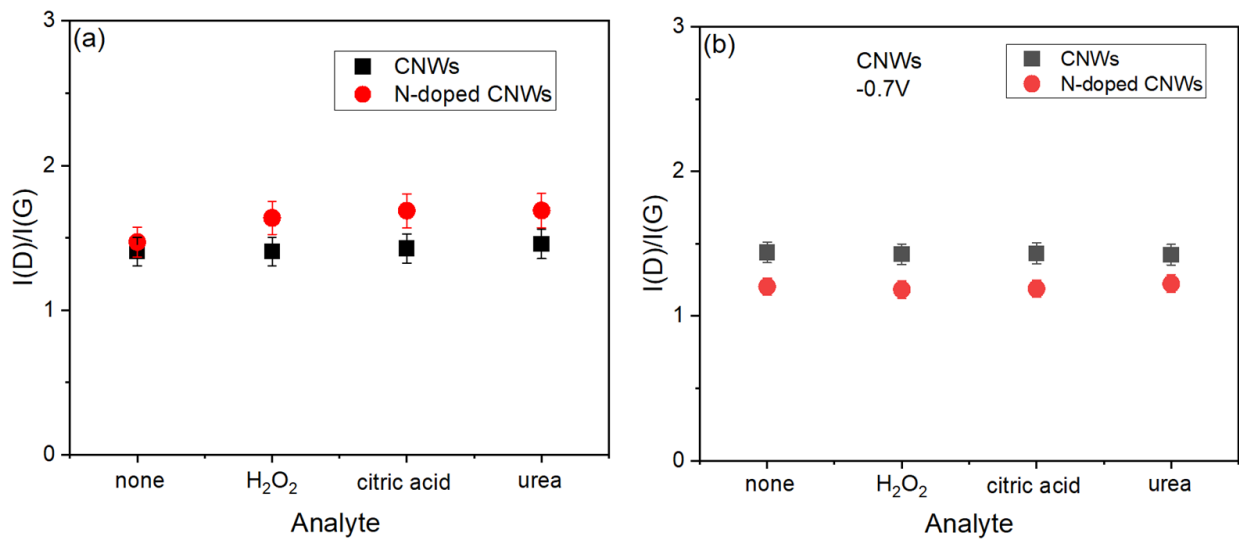 (a)
CNWs
N-doped CNWs
3
2
1
0
I(D)/I(G)
none
H₂O₂
citric acid
urea
Analyte
(b)
CNWs
-0.7V
CNWs
N-doped CNWs
3
2
1
0
I(D)/I(G)
none
H₂O₂
citric acid
urea
Analyte